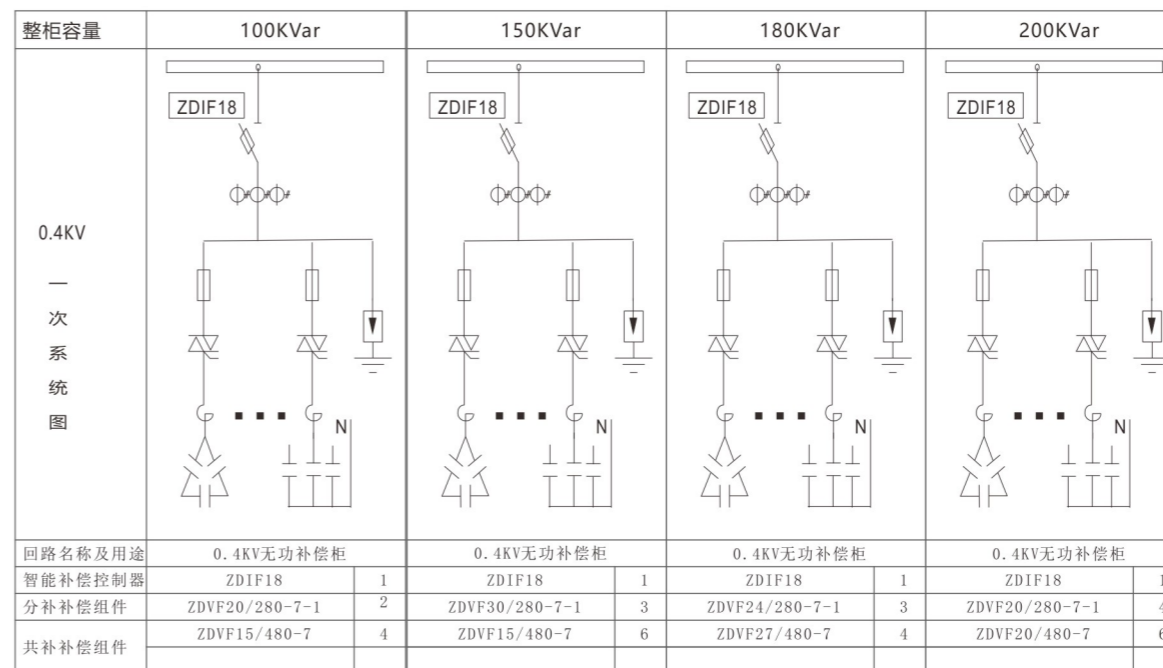 整柜容量 100KVar 150KVar 180KVar 200KVar
ZDIF18 ZDIF18 ZDIF18 ZDIF18
0.4KV
一
次
系
统
图
N N N N
回路名称及用途 0.4KV无功补偿柜 0.4KV无功补偿柜 0.4KV无功补偿柜 0.4KV无功补偿柜
智能补偿控制器 ZDIF18 1 ZDIF18 1 ZDIF18 1 ZDIF18 1
分补补偿组件 ZDVF20/280-7-1 2 ZDVF30/280-7-1 3 ZDVF24/280-7-1 3 ZDVF20/280-7-1 4
共补补偿组件 ZDVF15/480-7 4 ZDVF15/480-7 6 ZDVF27/480-7 4 ZDVF20/480-7 6